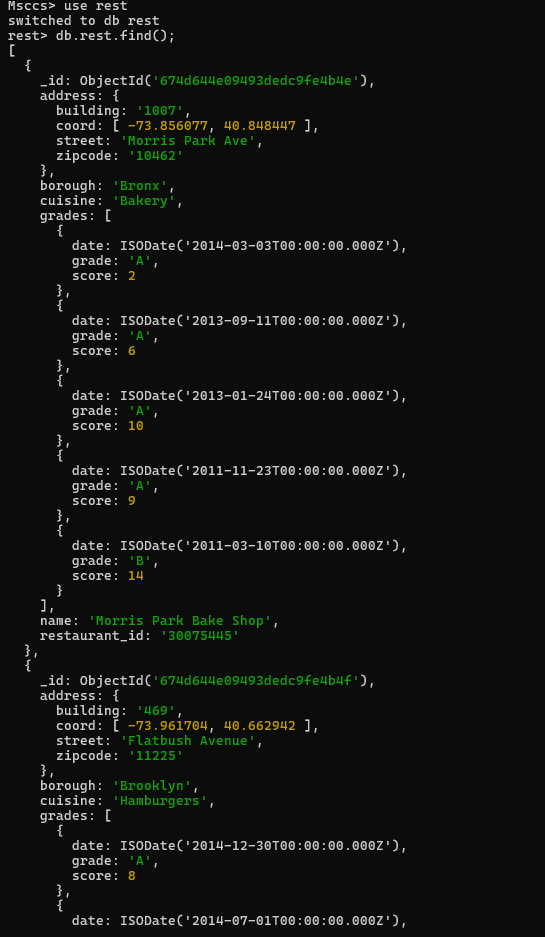 Msccs> use rest
switched to db rest
rest> db.rest.find();
[
  {
    _id: ObjectId('674d644e09493dedc9fe4b4e'),
    address: {
      building: '1007',
      coord: [ -73.856077, 40.848447 ],
      street: 'Morris Park Ave',
      zipcode: '10462'
    },
    borough: 'Bronx',
    cuisine: 'Bakery',
    grades: [
      {
        date: ISODate('2014-03-03T00:00:00.000Z'),
        grade: 'A',
        score: 2
      },
      {
        date: ISODate('2013-09-11T00:00:00.000Z'),
        grade: 'A',
        score: 6
      },
      {
        date: ISODate('2013-01-24T00:00:00.000Z'),
        grade: 'A',
        score: 10
      },
      {
        date: ISODate('2011-11-23T00:00:00.000Z'),
        grade: 'A',
        score: 9
      },
      {
        date: ISODate('2011-03-10T00:00:00.000Z'),
        grade: 'B',
        score: 14
      }
    ],
    name: 'Morris Park Bake Shop',
    restaurant_id: '30075445'
  },
  {
    _id: ObjectId('674d644e09493dedc9fe4b4f'),
    address: {
      building: '469',
      coord: [ -73.961704, 40.662942 ],
      street: 'Flatbush Avenue',
      zipcode: '11225'
    },
    borough: 'Brooklyn',
    cuisine: 'Hamburgers',
    grades: [
      {
        date: ISODate('2014-12-30T00:00:00.000Z'),
        grade: 'A',
        score: 8
      },
      {
        date: ISODate('2014-07-01T00:00:00.000Z'),